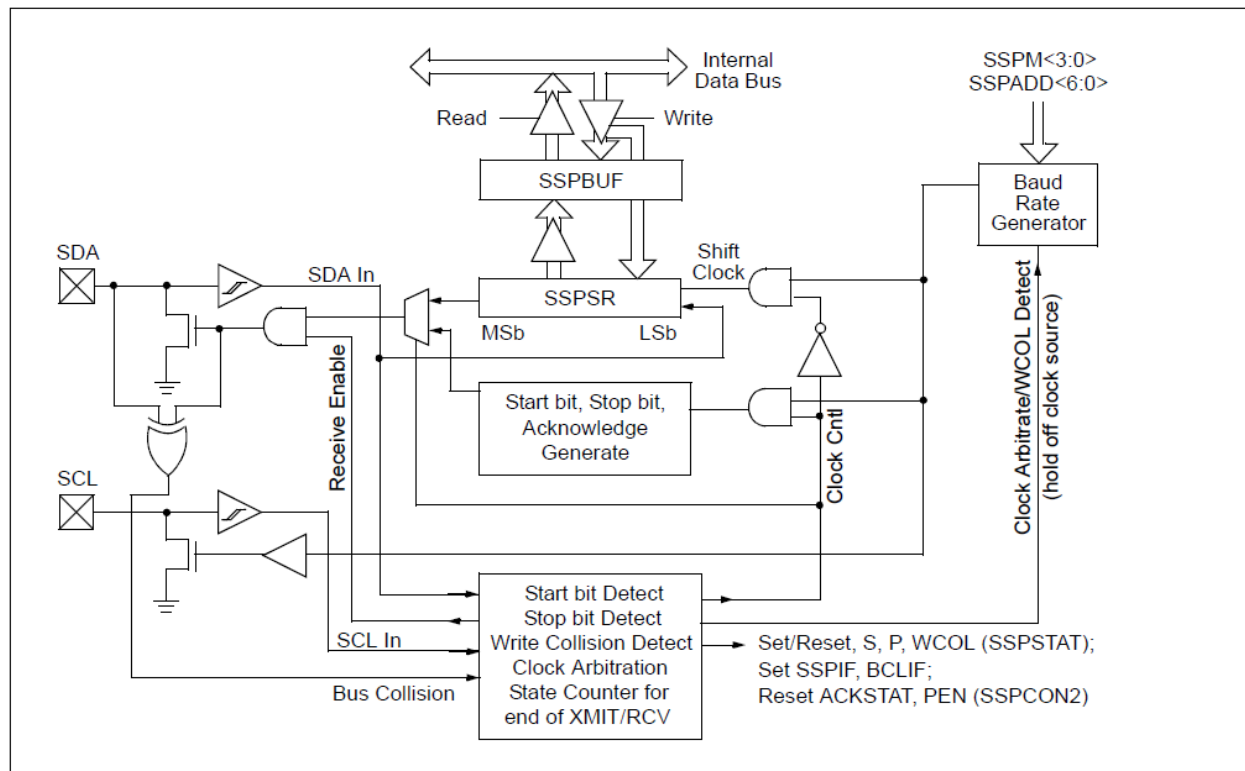 Internal
Data Bus
SSPM<3:0>
SSPADD<6:0>
Read
Write
SSPBUF
Baud
Rate
Generator
SDA
SDA In
Shift
Clock
SSPSR
MSb
LSb
Start bit, Stop bit,
Acknowledge
Generate
Receive Enable
Clock Cntl
Clock Arbitrate/WCOL Detect
(hold off clock source)
SCL
SCL In
Bus Collision
Start bit Detect
Stop bit Detect
Write Collision Detect
Clock Arbitration
State Counter for
end of XMIT/RCV
Set/Reset, S, P, WCOL (SSPSTAT);
Set SSPIF, BCLIF;
Reset ACKSTAT, PEN (SSPCON2)